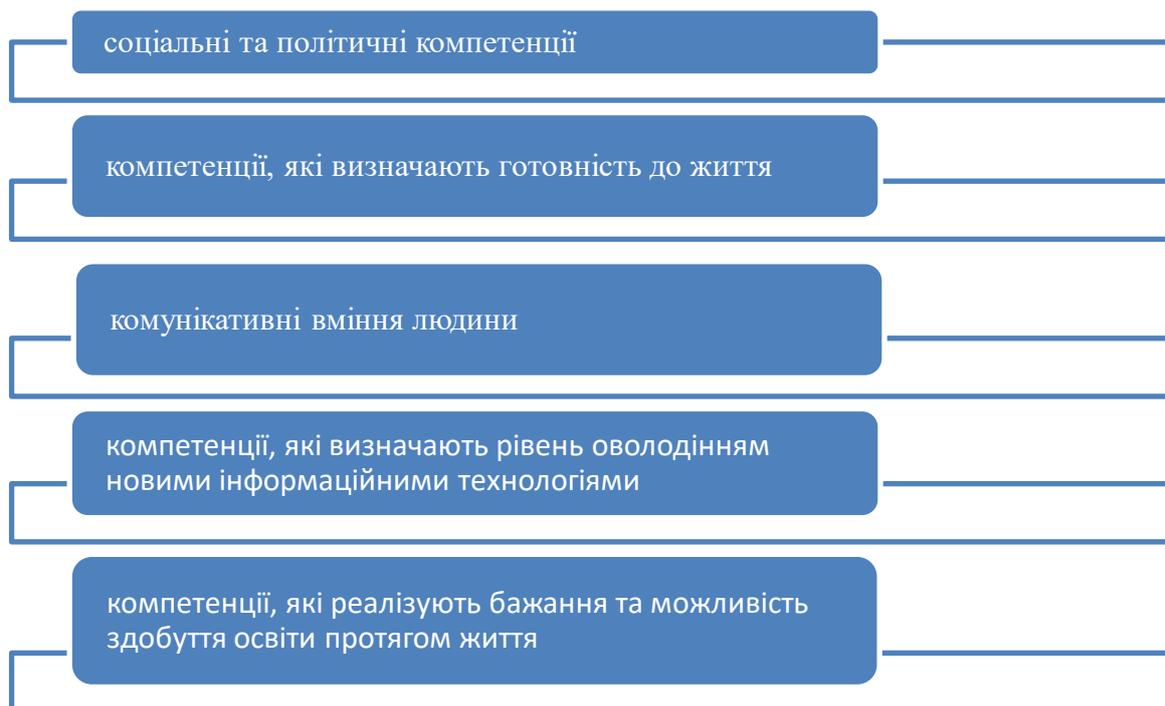 соціальні та політичні компетенції
компетенції, які визначають готовність до життя
комунікативні вміння людини
компетенції, які визначають рівень оволодінням
новими інформаційними технологіями
компетенції, які реалізують бажання та можливість
здобуття освіти протягом життя